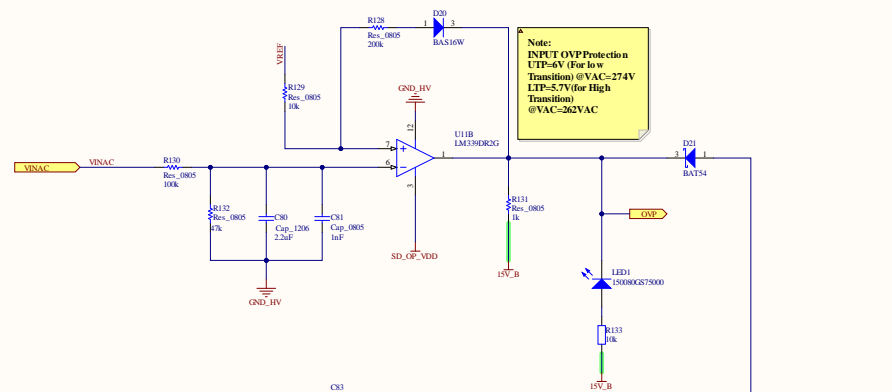 D20
R128
Res_0805
200k
1
3
BAS16W
Note:
INPUT OVP Protection
UTP=6V (For low
Transition) @VAC=274V
LTP=5.7V(for High
Transition)
@VAC=262VAC
VREF
R129
Res_0805
10k
GND_HV
12
U11B
LM339DR2G
7
6
1
3
D21
3
1
BAT54
VINAC
VINAC
R130
Res_0805
100k
R132
Res_0805
47k
C80
Cap_1206
2.2uF
C81
Cap_0805
1nF
R131
Res_0805
1k
OVP
SD_OP_VDD
15V_B
LED1
150080GS75000
GND_HV
R133
10k
15V_B
C83